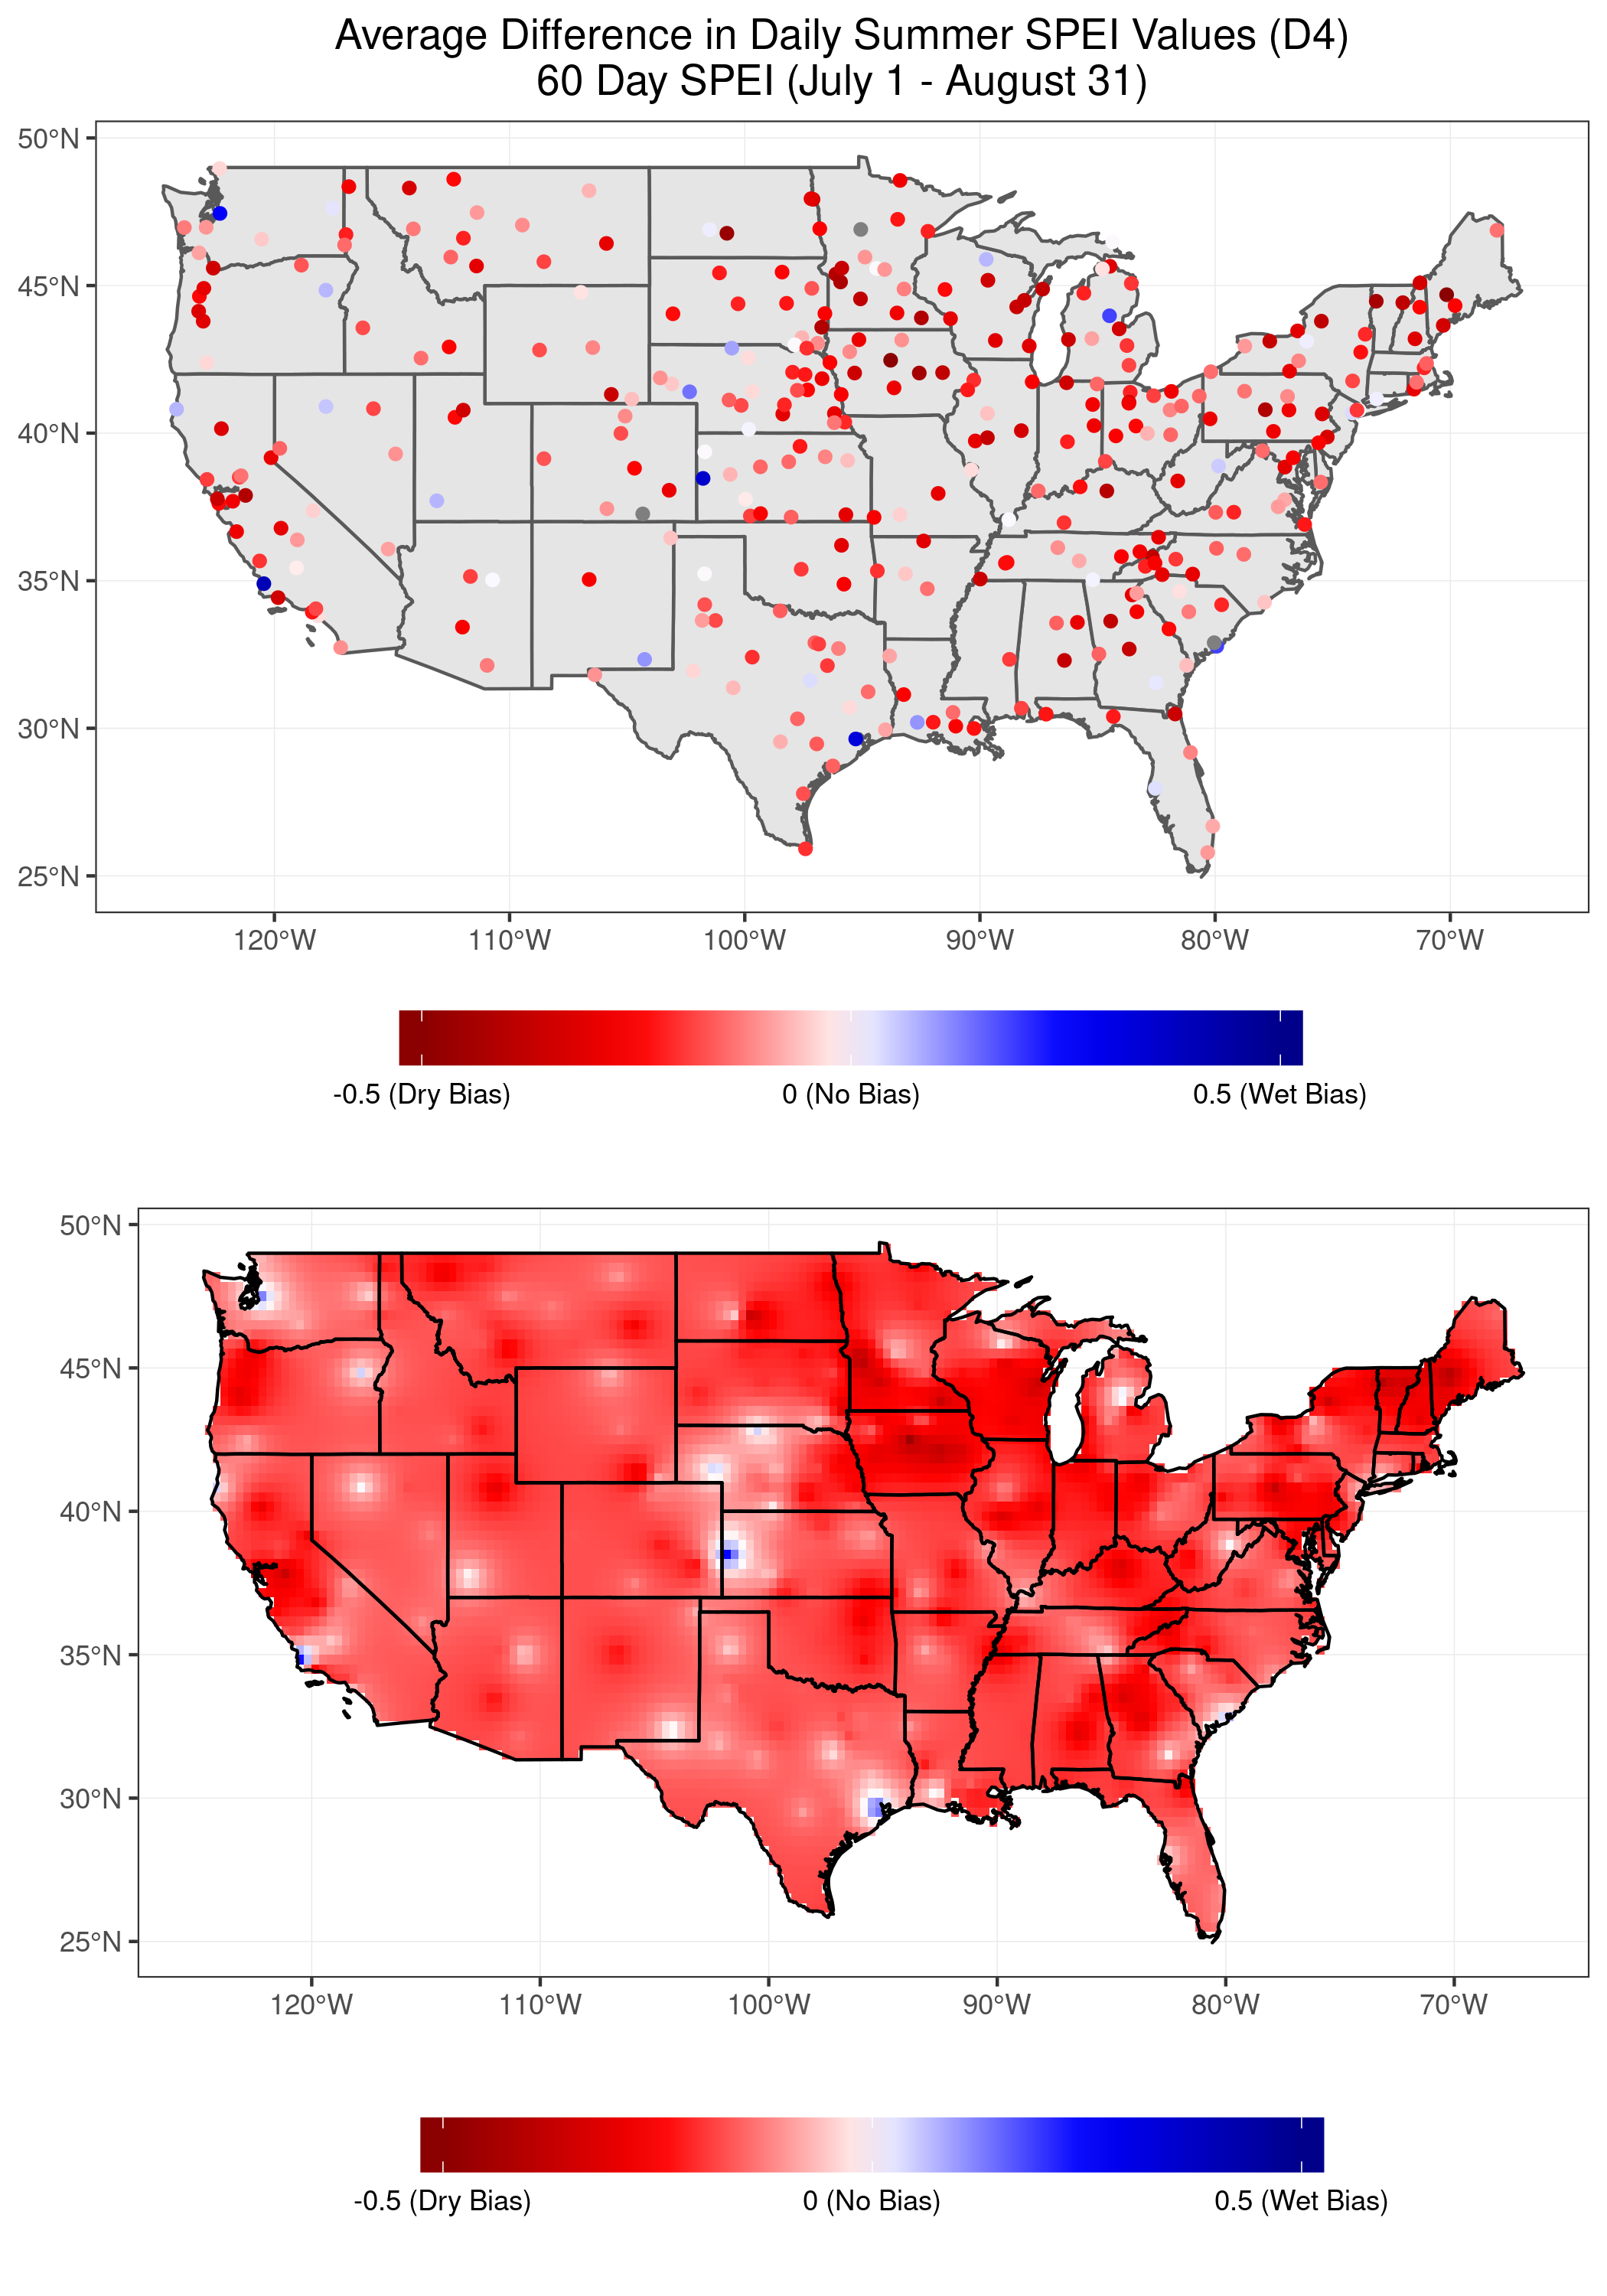 Average Difference in Daily Summer SPEI Values (D4)
60 Day SPEI (July 1 - August 31)
50°N
45°N
40°N
35°N
30°N
25°N
120°W 110°W 100°W 90°W 80°W 70°W
-0.5 (Dry Bias) 0 (No Bias) 0.5 (Wet Bias)
50°N
45°N
40°N
35°N
30°N
25°N
120°W 110°W 100°W 90°W 80°W 70°W
-0.5 (Dry Bias) 0 (No Bias) 0.5 (Wet Bias)